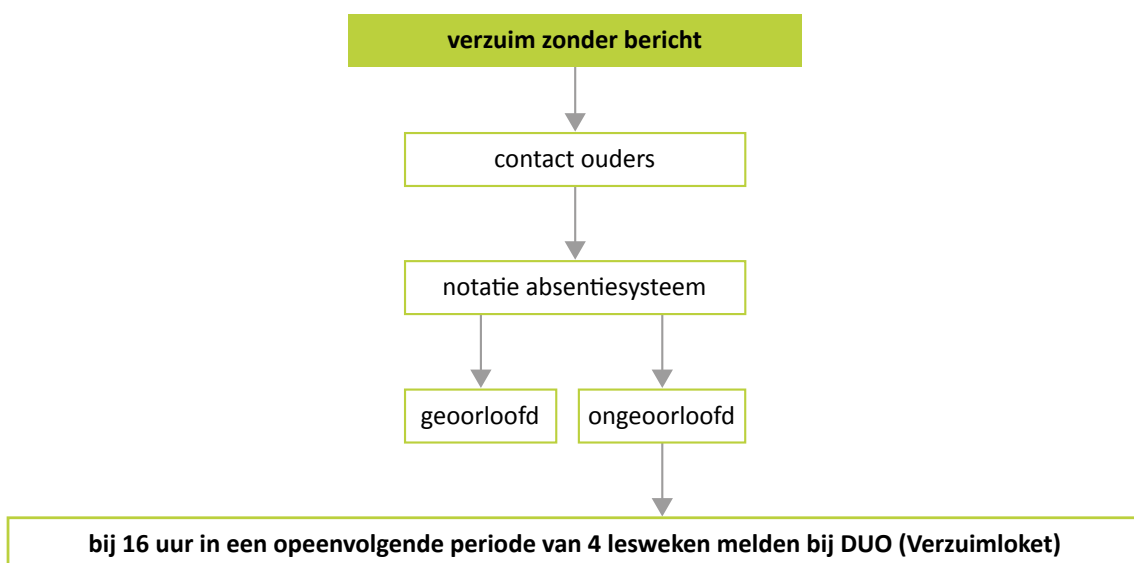 verzuim zonder bericht
contact ouders
notatie absentiesysteem
geoorloofd
ongeoorloofd
bij 16 uur in een opeenvolgende periode van 4 lesweken melden bij DUO (Verzuimloket)